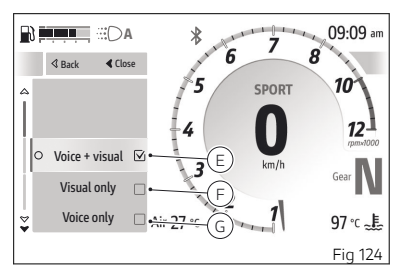 A
09:09 am
Back
Close
6
7
8
5
10
SPORT
4
0
12
rpm×1000
Voice + visual
E
km/h
3
Gear N
Visual only
F
Voice only
G
Air 27 °C
1
97 °C
Fig 124